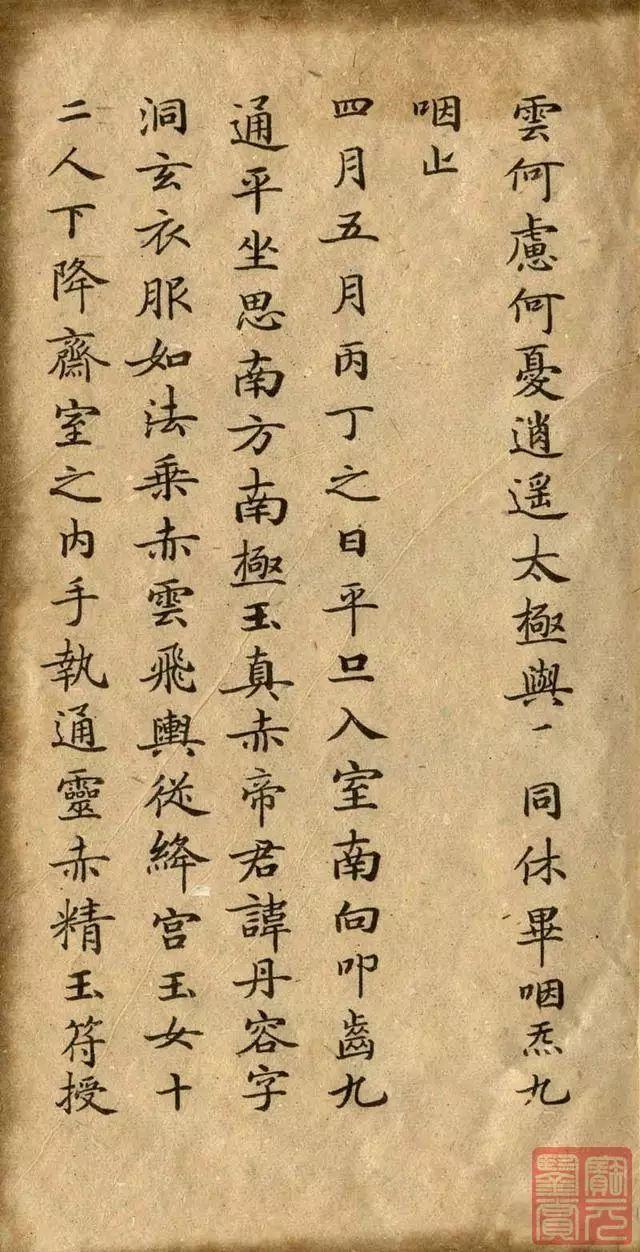 雲何慮何憂逍遥太極與一同休畢咽炁九
咽止
四月五月丙丁之日平旦入室南向叩齒九
通平坐思南方南極玉真赤帝君諱丹容字
洞玄衣服如法乗赤雲飛輿従絳宫玉女十
二人下降齋室之内手執通靈赤精玉符授